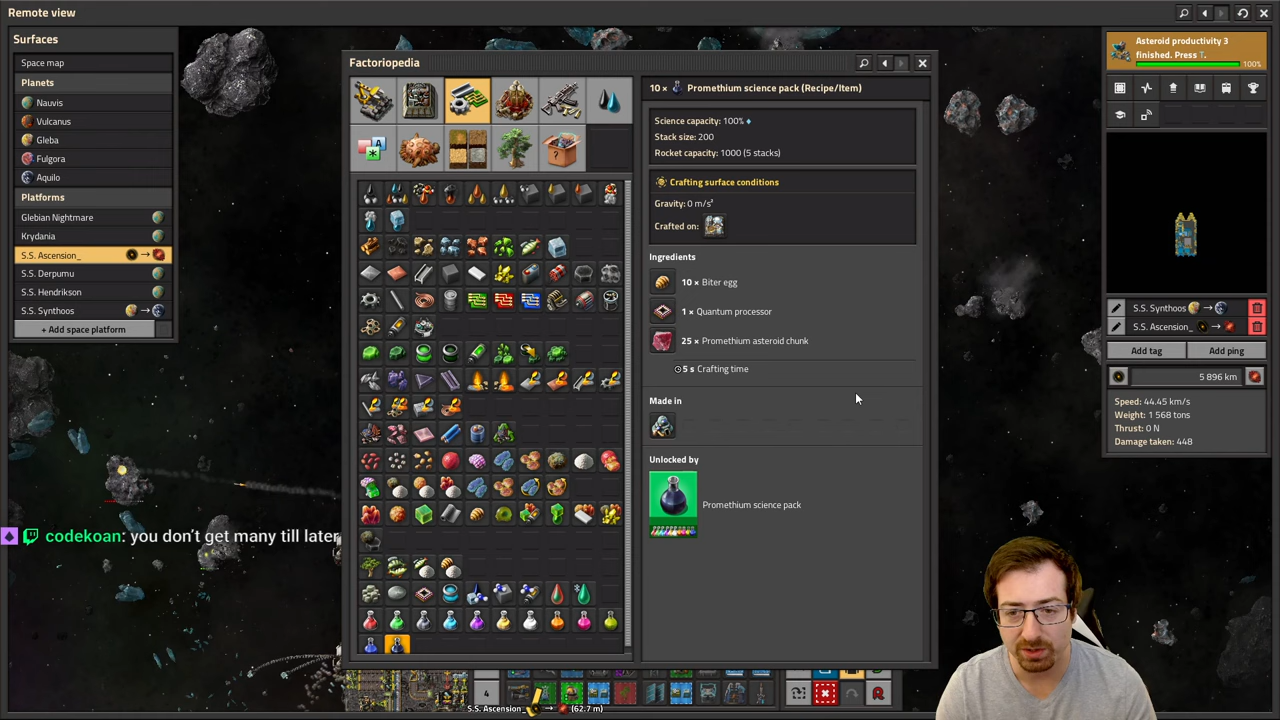 Remote view
Surfaces
Space map
Planets
Nauvis
Vulcanus
Gleba
Fulgora
Aquilo
Platforms
Glebian Nightmare
Krydania
S.S. Ascension_
S.S. Derpumu
S.S. Hendrikson
S.S. Synthoos
+ Add space platform
codekoan: you don't get many till later
Factoriopedia
10 × Promethium science pack (Recipe/Item)
Science capacity: 100%
Stack size: 200
Rocket capacity: 1000 (5 stacks)
Crafting surface conditions
Gravity: 0 m/s²
Crafted on:
Ingredients
10 × Biter egg
1 × Quantum processor
25 × Promethium asteroid chunk
5 s Crafting time
Made in
Unlocked by
Promethium science pack
4
S.S. Ascension_ → (62.7 m)
Asteroid productivity 3
finished. Press T.
100%
S.S. Synthoos
S.S. Ascension_
Add tag
Add ping
5 896 km
Speed: 44.45 km/s
Weight: 1 568 tons
Thrust: 0 N
Damage taken: 448